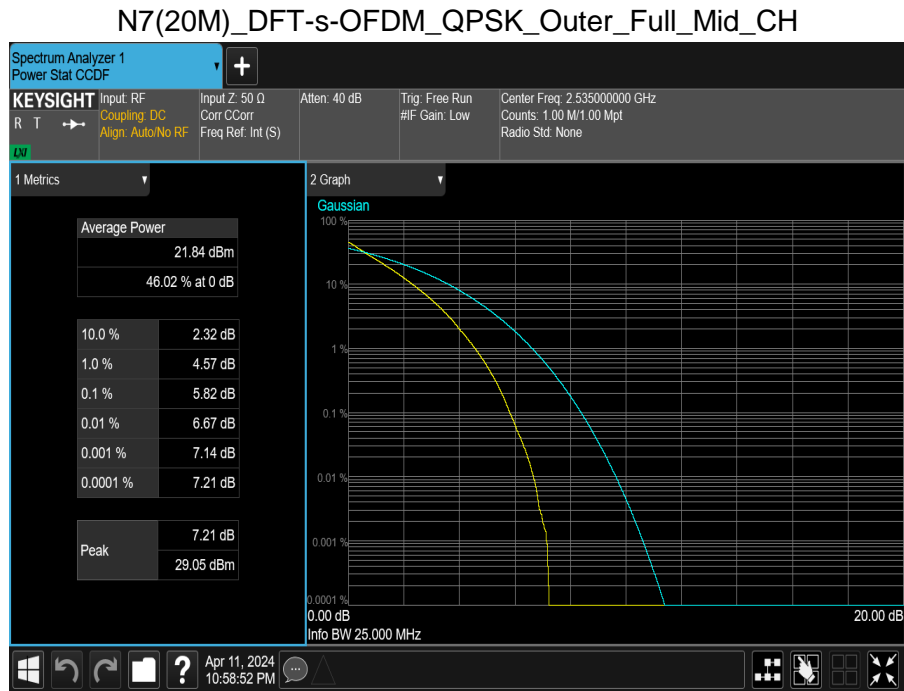 N7(20M)_DFT-s-OFDM_QPSK_Outer_Full_Mid_CH
Spectrum Analyzer 1
Power Stat CCDF
+
KEYSIGHT
R T
LXI
Input: RF
Coupling: DC
Align: Auto/No RF
Input Z: 50 Ω
Corr CCorr
Freq Ref: Int (S)
Atten: 40 dB
Trig: Free Run
#IF Gain: Low
Center Freq: 2.535000000 GHz
Counts: 1.00 M/1.00 Mpt
Radio Std: None
1 Metrics
Average Power
21.84 dBm
46.02 % at 0 dB
10.0 % 2.32 dB
1.0 % 4.57 dB
0.1 % 5.82 dB
0.01 % 6.67 dB
0.001 % 7.14 dB
0.0001 % 7.21 dB
Peak
7.21 dB
29.05 dBm
2 Graph
Gaussian
100 %
10 %
1 %
0.1 %
0.01 %
0.001 %
0.0001 %
0.00 dB 20.00 dB
Info BW 25.000 MHz
?
Apr 11, 2024
10:58:52 PM